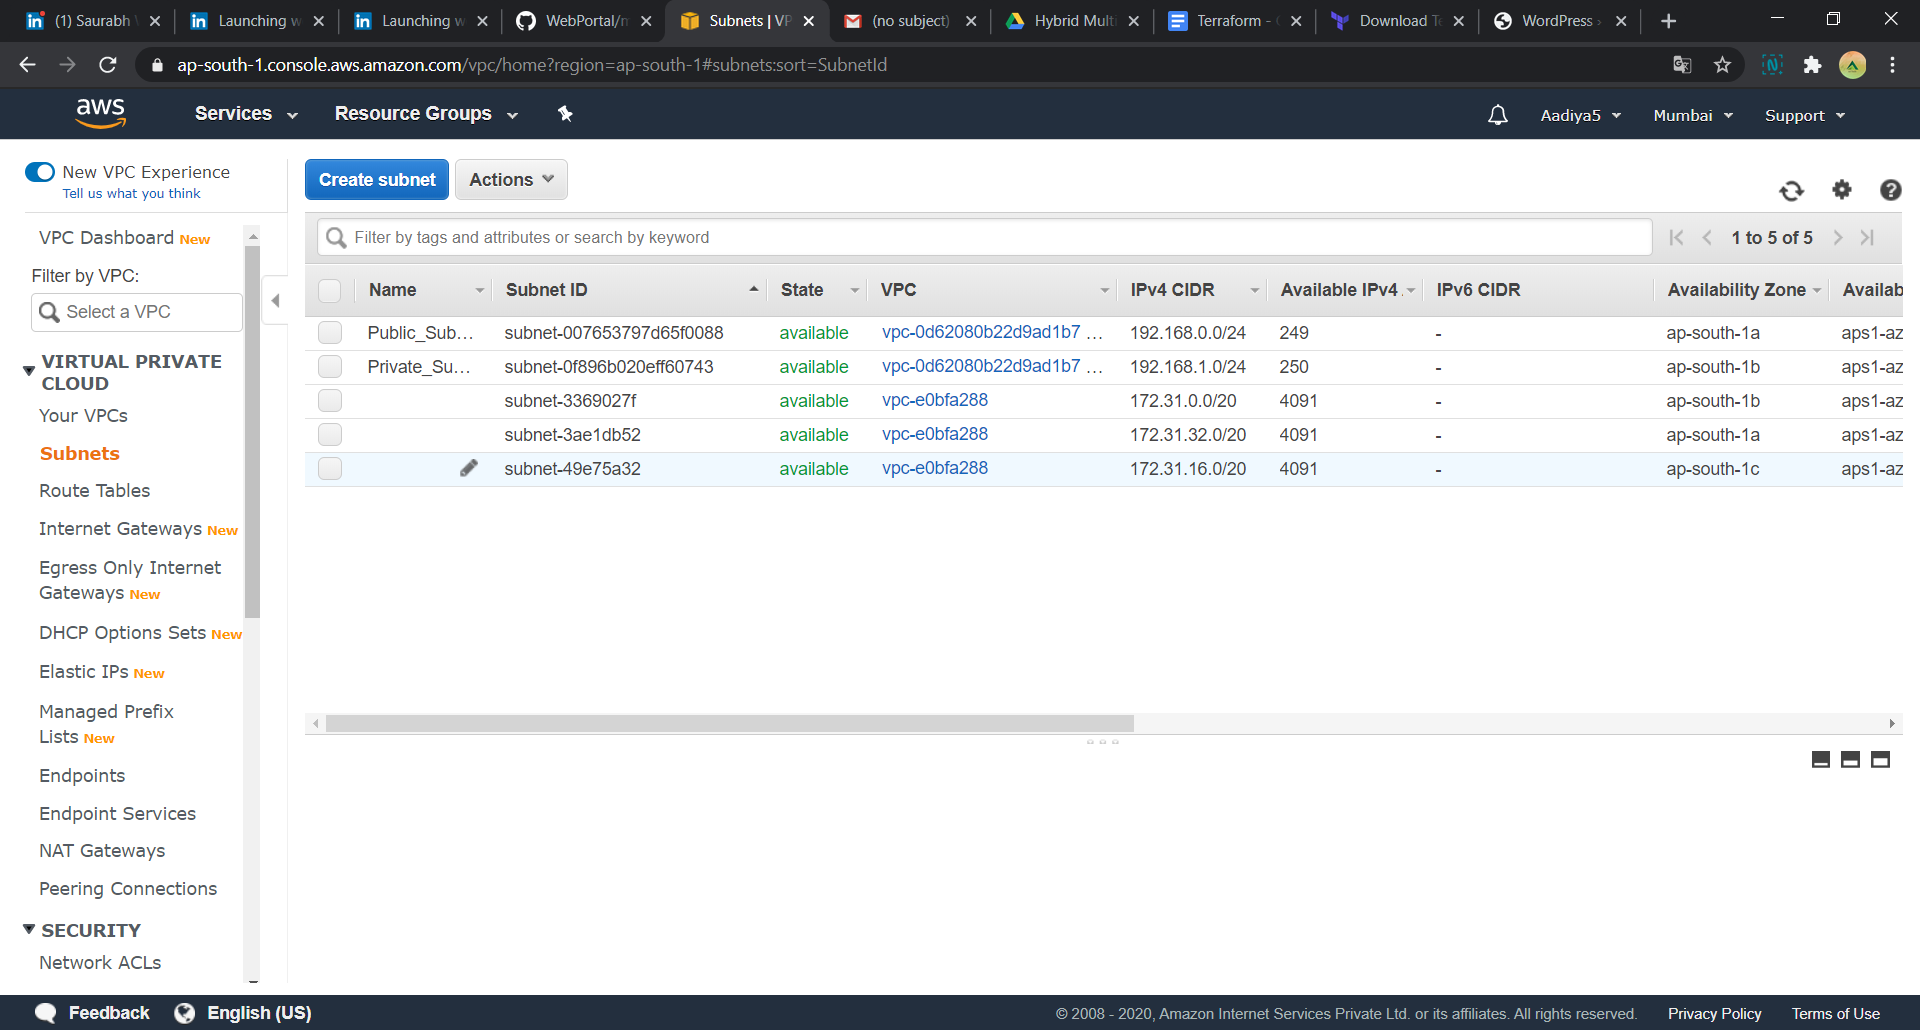 (1) Saurabh
Launching w
Launching w
WebPortal/m
Subnets | VP
(no subject)
Hybrid Mult
Terraform -
Download Te
WordPress ›
ap-south-1.console.aws.amazon.com/vpc/home?region=ap-south-1#subnets:sort=SubnetId
aws
Services
Resource Groups
Aadiya5
Mumbai
Support
New VPC Experience
Tell us what you think
VPC Dashboard New
Filter by VPC:
Select a VPC
VIRTUAL PRIVATE
CLOUD
Your VPCs
Subnets
Route Tables
Internet Gateways New
Egress Only Internet
Gateways New
DHCP Options Sets New
Elastic IPs New
Managed Prefix
Lists New
Endpoints
Endpoint Services
NAT Gateways
Peering Connections
SECURITY
Network ACLs
Create subnet
Actions
Filter by tags and attributes or search by keyword
1 to 5 of 5
Name Subnet ID State VPC IPv4 CIDR Available IPv4 IPv6 CIDR Availability Zone Availab
Public_Sub... subnet-007653797d65f0088 available vpc-0d62080b22d9ad1b7 ... 192.168.0.0/24 249 - ap-south-1a aps1-az
Private_Su... subnet-0f896b020eff60743 available vpc-0d62080b22d9ad1b7 ... 192.168.1.0/24 250 - ap-south-1b aps1-az
subnet-3369027f available vpc-e0bfa288 172.31.0.0/20 4091 - ap-south-1b aps1-az
subnet-3ae1db52 available vpc-e0bfa288 172.31.32.0/20 4091 - ap-south-1a aps1-az
subnet-49e75a32 available vpc-e0bfa288 172.31.16.0/20 4091 - ap-south-1c aps1-az
Feedback
English (US)
© 2008 - 2020, Amazon Internet Services Private Ltd. or its affiliates. All rights reserved.
Privacy Policy
Terms of Use